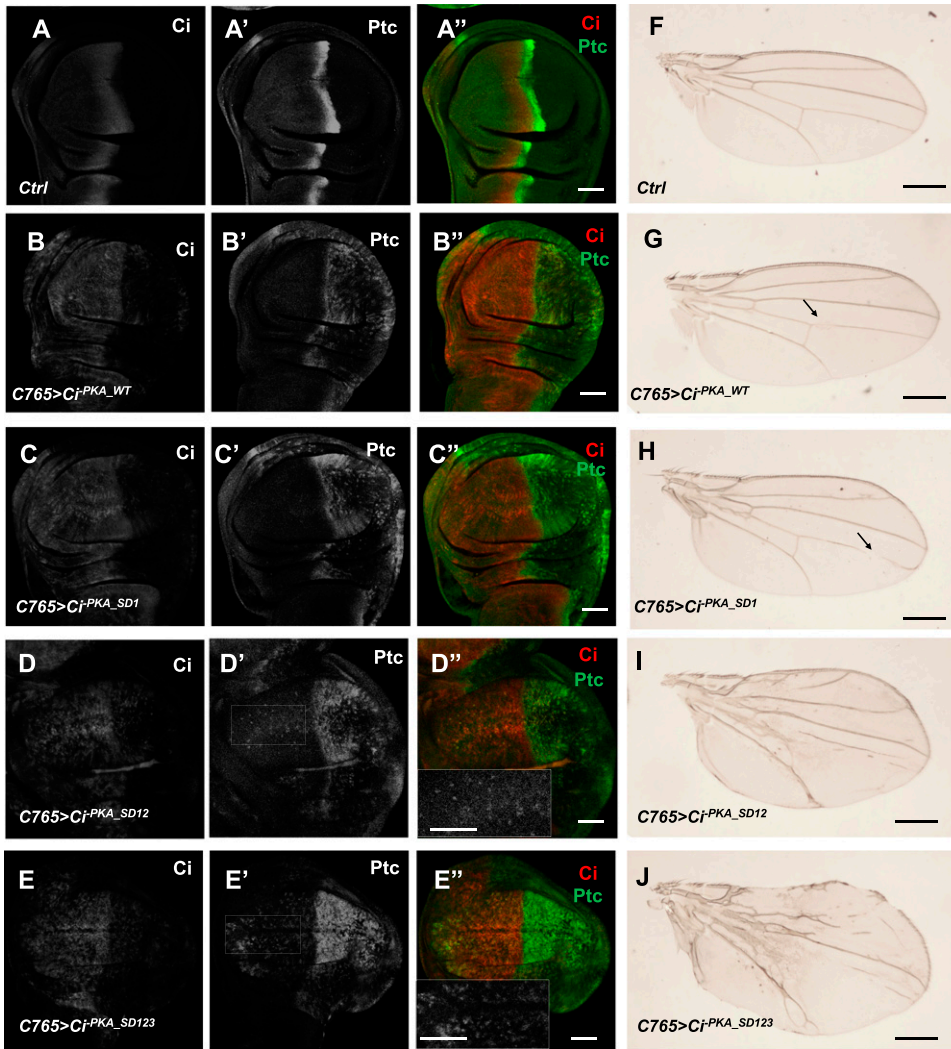 A Ci
Ctrl
A’ Ptc
A’’ Ci
Ptc
F
Ctrl
B Ci
C765>Ci-PKA_WT
B’ Ptc
B’’ Ci
Ptc
G
C765>Ci-PKA_WT
C Ci
C765>Ci-PKA_SD1
C’ Ptc
C’’ Ci
Ptc
H
C765>Ci-PKA_SD1
D Ci
C765>Ci-PKA_SD12
D’ Ptc
D’’ Ci
Ptc
I
C765>Ci-PKA_SD12
E Ci
C765>Ci-PKA_SD123
E’ Ptc
E’’ Ci
Ptc
J
C765>Ci-PKA_SD123